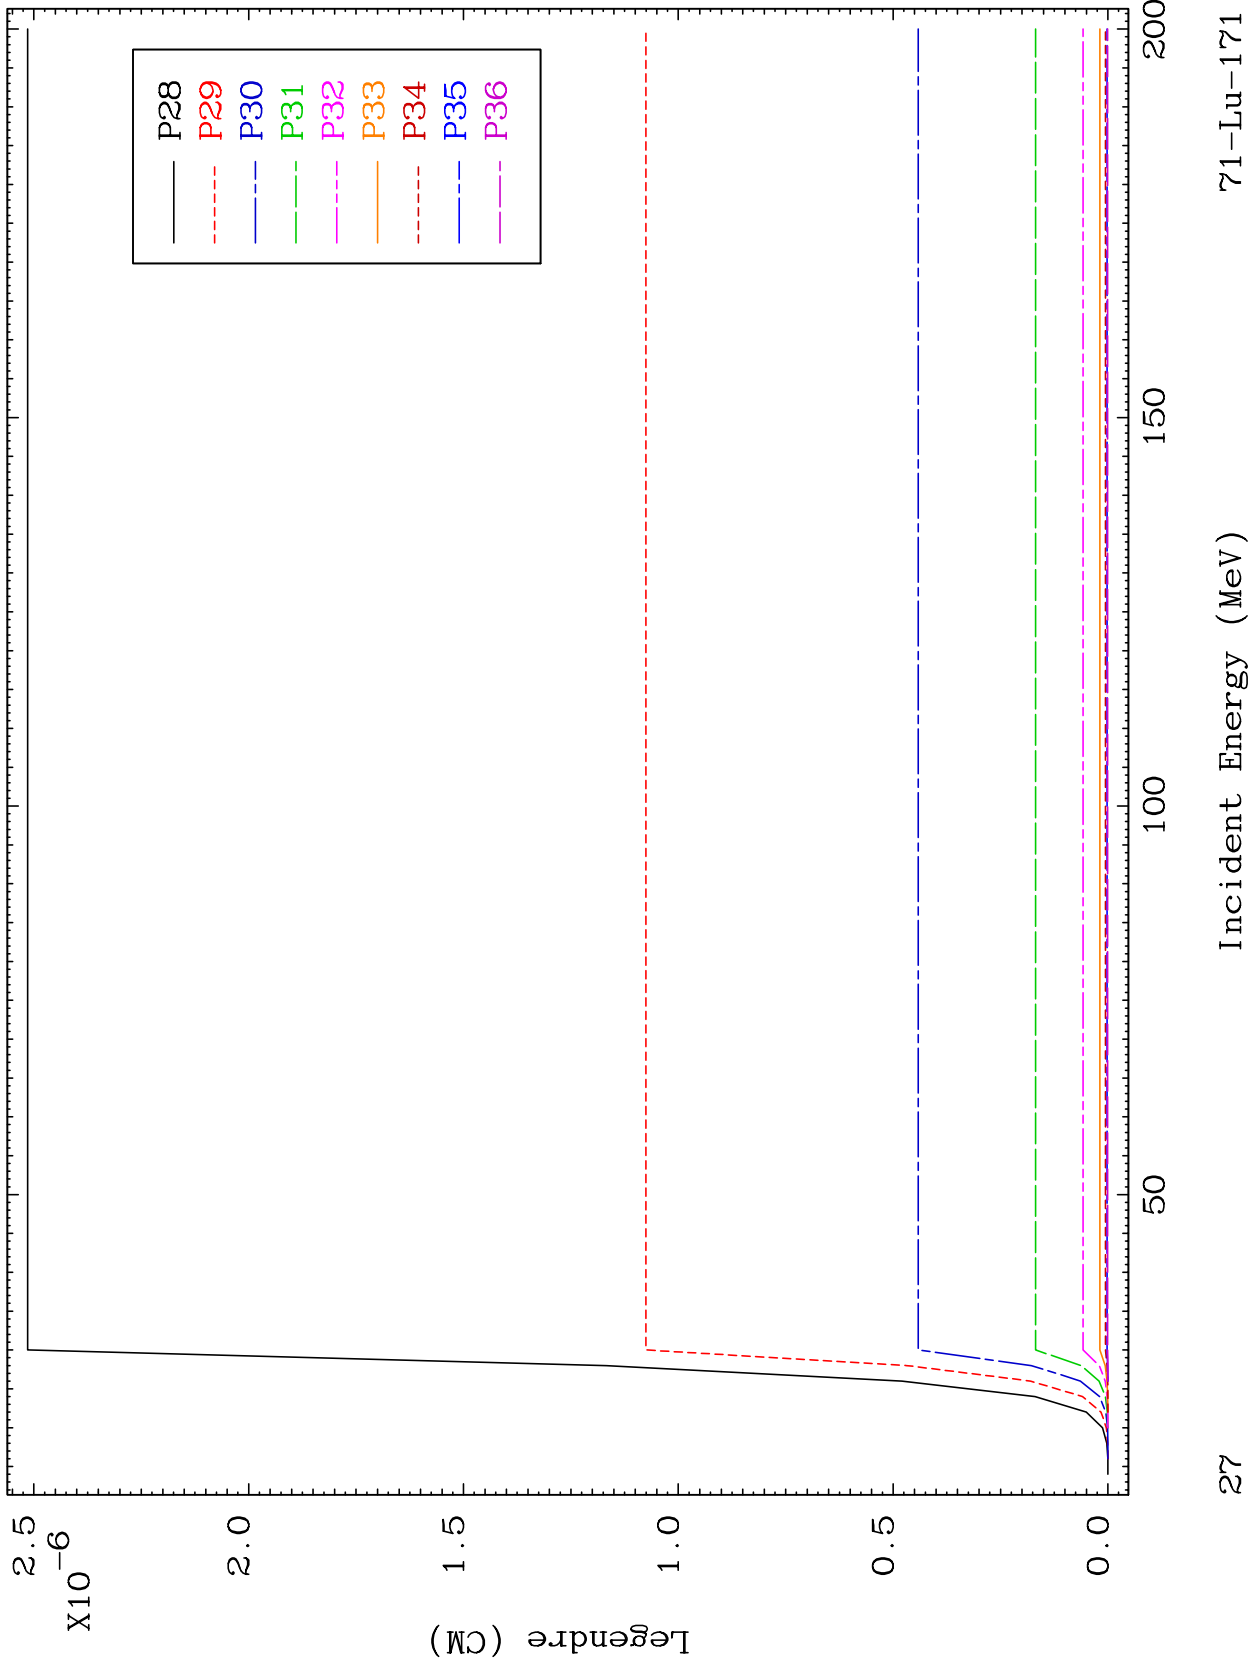 2.5
X10⁻⁶
2.0
1.5
1.0
0.5
0.0
Legendre (CM)
P28
P29
P30
P31
P32
P33
P34
P35
P36
50
100
150
200
Incident Energy (MeV)
27
71-Lu-171